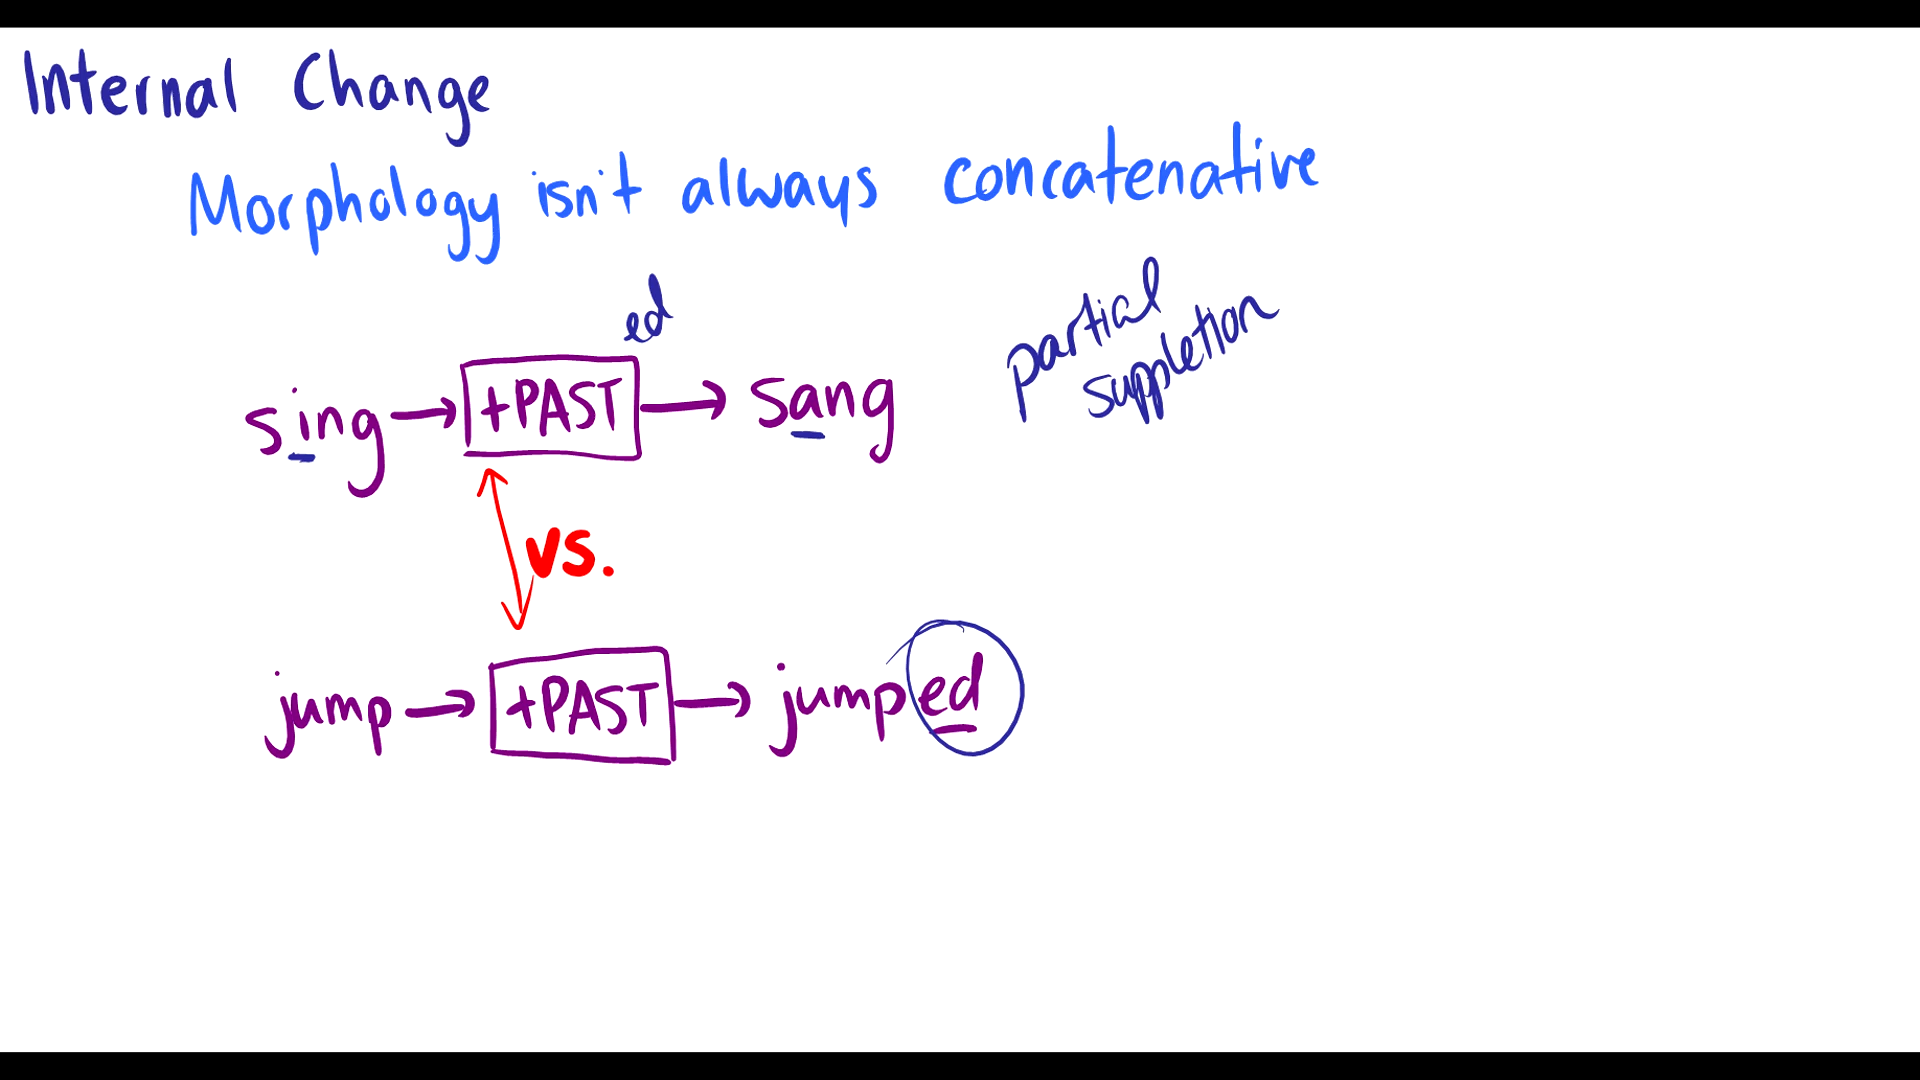 Internal Change
Morphology isn't always concatenative
ed
sing → +PAST → sang
partial
suppletion
vs.
jump → +PAST → jumped